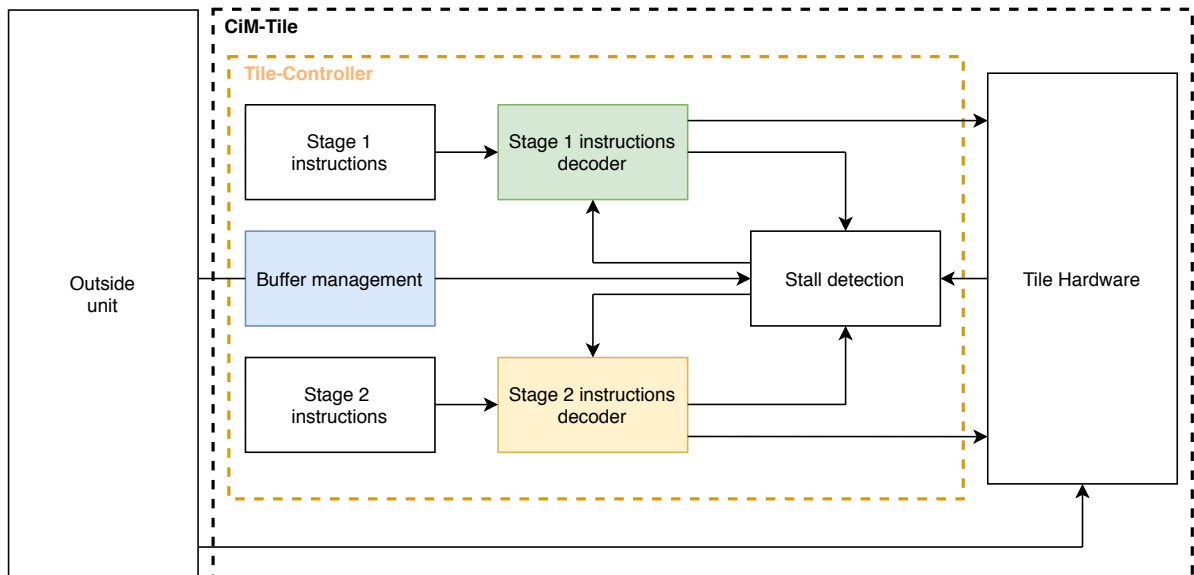 CiM-Tile
Tile-Controller
Stage 1
instructions
Stage 1 instructions
decoder
Outside
unit
Buffer management
Stall detection
Tile Hardware
Stage 2
instructions
Stage 2 instructions
decoder